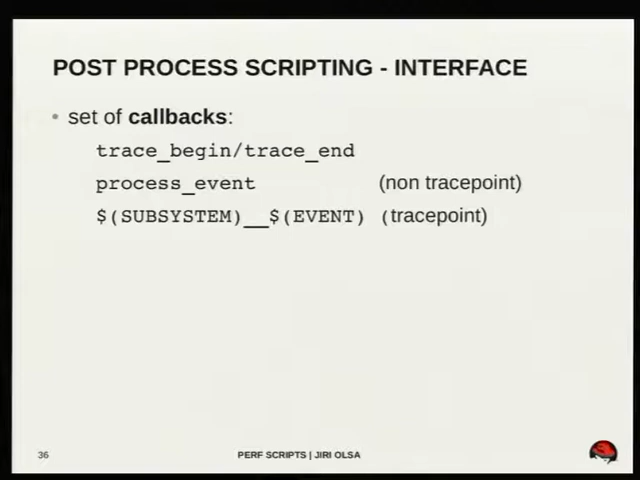 POST PROCESS SCRIPTING - INTERFACE
• set of callbacks:
trace_begin/trace_end
process_event (non tracepoint)
$(SUBSYSTEM)__$(EVENT) (tracepoint)
36 PERF SCRIPTS | JIRI OLSA